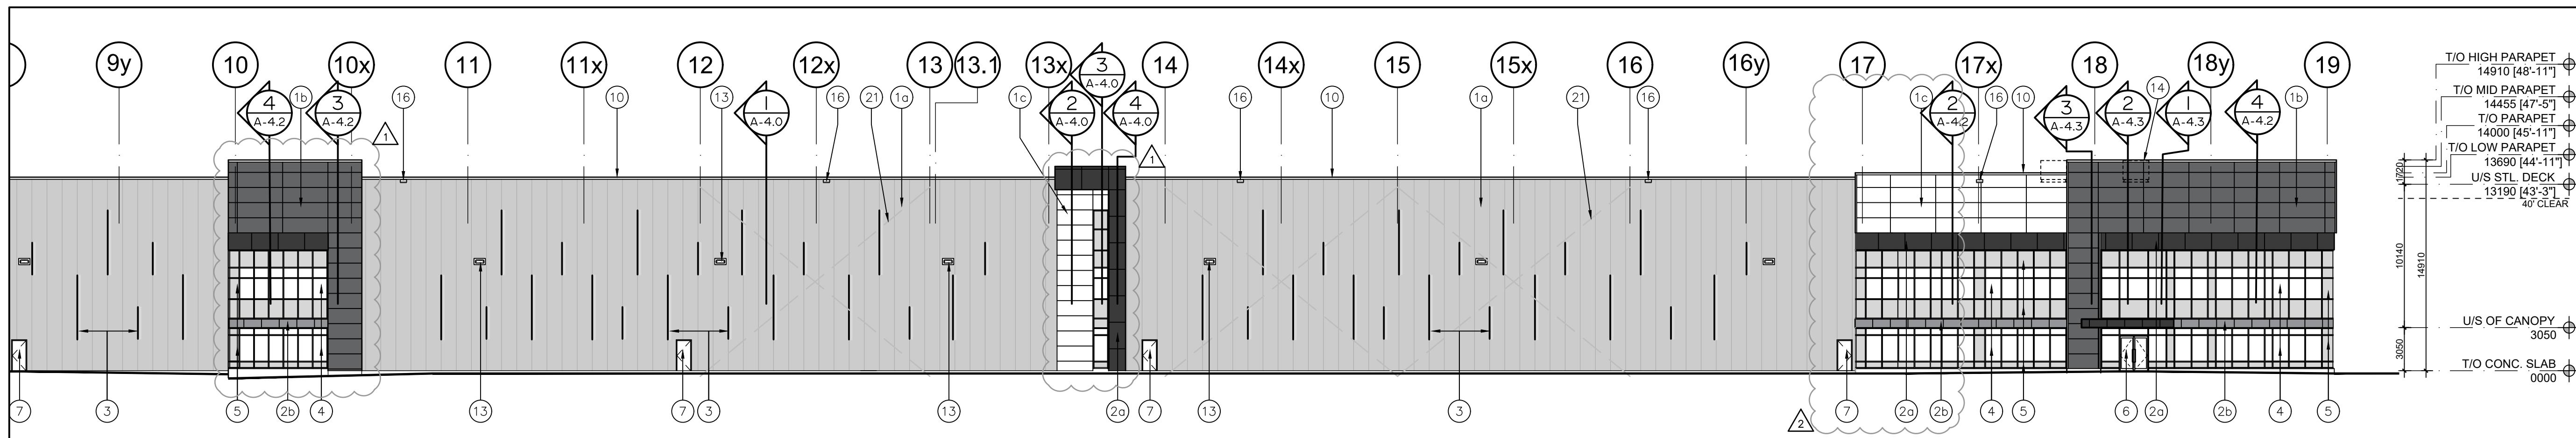 9y
10
10x
11
11x
12
12x
13
13.1
13x
14
14x
15
15x
16
16y
17
17x
18
18y
19
3
A-4.0
4
A-4.2
1b
3
A-4.2
16
10
13
1
A-4.0
16
21
1a
1c
2
A-4.0
4
A-4.0
16
10
1a
21
16
1c
2
A-4.2
16
10
3
A-4.3
2
A-4.3
14
1
A-4.3
4
A-4.2
1b
1
1
T/O HIGH PARAPET
14910 [48'-11"]
T/O MID PARAPET
14455 [47'-5"]
T/O PARAPET
14000 [45'-11"]
T/O LOW PARAPET
13690 [44'-11"]
U/S STL. DECK
13190 [43'-3"]
40' CLEAR
1720
10140
14910
3050
U/S OF CANOPY
3050
T/O CONC. SLAB
0000
7
3
5
2b
4
13
7
3
13
2a
7
13
3
2
7
2a
2b
4
5
6
2a
2b
4
5